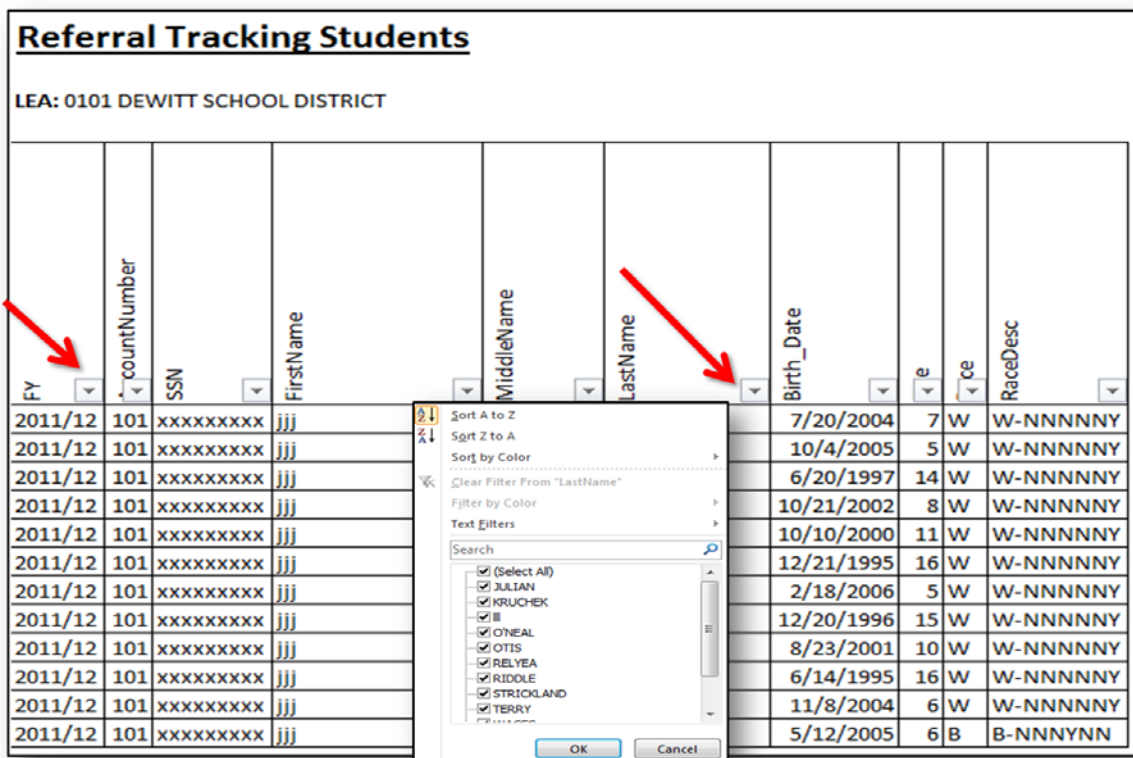 Referral Tracking Students
LEA: 0101 DEWITT SCHOOL DISTRICT
FY countNumber SSN FirstName MiddleName LastName Birth_Date e ce RaceDesc
2011/12 101 xxxxxxxxx jjj 7/20/2004 7 W W-NNNNNY
2011/12 101 xxxxxxxxx jjj 10/4/2005 5 W W-NNNNNY
2011/12 101 xxxxxxxxx jjj 6/20/1997 14 W W-NNNNNY
2011/12 101 xxxxxxxxx jjj 10/21/2002 8 W W-NNNNNY
2011/12 101 xxxxxxxxx jjj 10/10/2000 11 W W-NNNNNY
2011/12 101 xxxxxxxxx jjj 12/21/1995 16 W W-NNNNNY
2011/12 101 xxxxxxxxx jjj 2/18/2006 5 W W-NNNNNY
2011/12 101 xxxxxxxxx jjj 12/20/1996 15 W W-NNNNNY
2011/12 101 xxxxxxxxx jjj 8/23/2001 10 W W-NNNNNY
2011/12 101 xxxxxxxxx jjj 6/14/1995 16 W W-NNNNNY
2011/12 101 xxxxxxxxx jjj 11/8/2004 6 W W-NNNNNY
2011/12 101 xxxxxxxxx jjj 5/12/2005 6 B B-NNNYNN
Sort A to Z
Sort Z to A
Sort by Color
Clear Filter From "LastName"
Filter by Color
Text Filters
Search
(Select All)
JULIAN
KRUCHEK
lll
O'NEAL
OTIS
RELYEA
RIDDLE
STRICKLAND
TERRY
OK Cancel